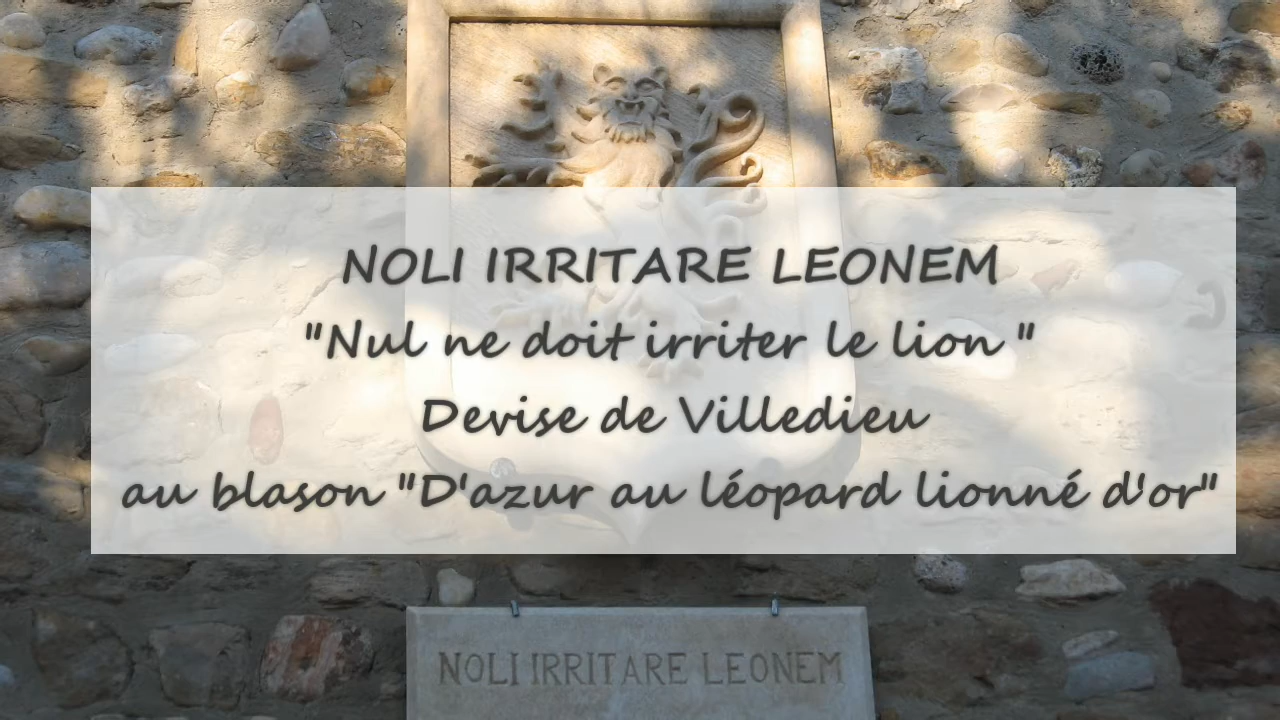 NOLI IRRITARE LEONEM
"Nul ne doit irriter le lion "
Devise de Villedieu
au blason "D'azur au léopard lionné d'or"
NOLI IRRITARE LEONEM